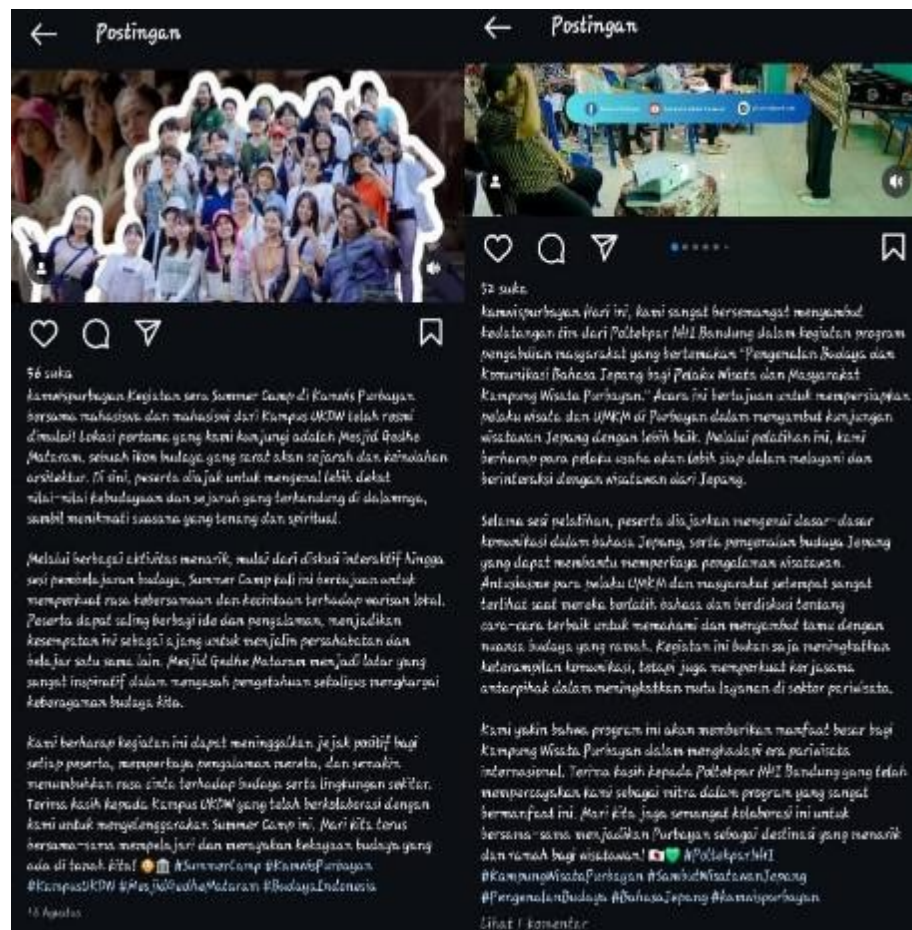 Postingan
56 suka
kamwispurbayan Kegiatan seru Summer Camp di Kamwis Purbayan
bersama mahasiswa dan mahasiswi dari Kampus UKDW telah resmi
dimulai! Lokasi pertama yang kami kunjungi adalah Mesjid Gedhe
Mataram, sebuah ikon budaya yang sarat akan sejarah dan keindahan
arsitektur. Di sini, peserta diajak untuk mengenal lebih dekat
nilai-nilai kebudayaan dan sejarah yang terkandung di dalamnya,
sambil menikmati suasana yang tenang dan spiritual.
Melalui berbagai aktivitas menarik, mulai dari diskusi interaktif hingga
sesi pembelajaran budaya, Summer Camp kali ini bertujuan untuk
memperkuat rasa kebersamaan dan kecintaan terhadap warisan lokal.
Peserta dapat saling berbagi ide dan pengalaman, menjadikan
kesempatan ini sebagai ajang untuk menjalin persahabatan dan
belajar satu sama lain. Mesjid Gedhe Mataram menjadi latar yang
sangat inspiratif dalam mengasah pengetahuan sekaligus menghargai
keberagaman budaya kita.
Kami berharap kegiatan ini dapat meninggalkan jejak positif bagi
setiap peserta, memperkaya pengalaman mereka, dan semakin
menumbuhkan rasa cinta terhadap budaya serta lingkungan sekitar.
Terima kasih kepada Kampus UKDW yang telah berkolaborasi dengan
kami untuk menyelenggarakan Summer Camp ini. Mari kita terus
bersama-sama mempelajari dan merayakan kekayaan budaya yang
ada di tanah kita! 😊🏛️ #SummerCamp #KamwisPurbayan
#KampusUKDW #MesjidGedheMataram #BudayaIndonesia
16 Agustus
Postingan
52 suka
kamwispurbayan Hari ini, kami sangat bersemangat menyambut
kedatangan tim dari Poltekpar NHI Bandung dalam kegiatan program
pengabdian masyarakat yang bertemakan "Pengenalan Budaya dan
Komunikasi Bahasa Jepang bagi Pelaku Wisata dan Masyarakat
Kampung Wisata Purbayan." Acara ini bertujuan untuk mempersiapkan
pelaku wisata dan UMKM di Purbayan dalam menyambut kunjungan
wisatawan Jepang dengan lebih baik. Melalui pelatihan ini, kami
berharap para pelaku usaha akan lebih siap dalam melayani dan
berinteraksi dengan wisatawan dari Jepang.
Selama sesi pelatihan, peserta diajarkan mengenai dasar-dasar
komunikasi dalam bahasa Jepang, serta pengenalan budaya Jepang
yang dapat membantu memperkaya pengalaman wisatawan.
Antusiasme para pelaku UMKM dan masyarakat setempat sangat
terlihat saat mereka berlatih bahasa dan berdiskusi tentang
cara-cara terbaik untuk memahami dan menyambut tamu dengan
nuansa budaya yang ramah. Kegiatan ini bukan saja meningkatkan
keterampilan komunikasi, tetapi juga memperkuat kerjasama
antarpihak dalam meningkatkan mutu layanan di sektor pariwisata.
Kami yakin bahwa program ini akan memberikan manfaat besar bagi
Kampung Wisata Purbayan dalam menghadapi era pariwisata
internasional. Terima kasih kepada Poltekpar NHI Bandung yang telah
mempercayakan kami sebagai mitra dalam program yang sangat
bermanfaat ini. Mari kita jaga semangat kolaborasi ini untuk
bersama-sama menjadikan Purbayan sebagai destinasi yang menarik
dan ramah bagi wisatawan! 🇯🇵💚 #PoltekparNHI
#KampungWisataPurbayan #SambutWisatawanJepang
#PengenalanBudaya #BahasaJepang #kamwispurbayan
Lihat 1 komentar